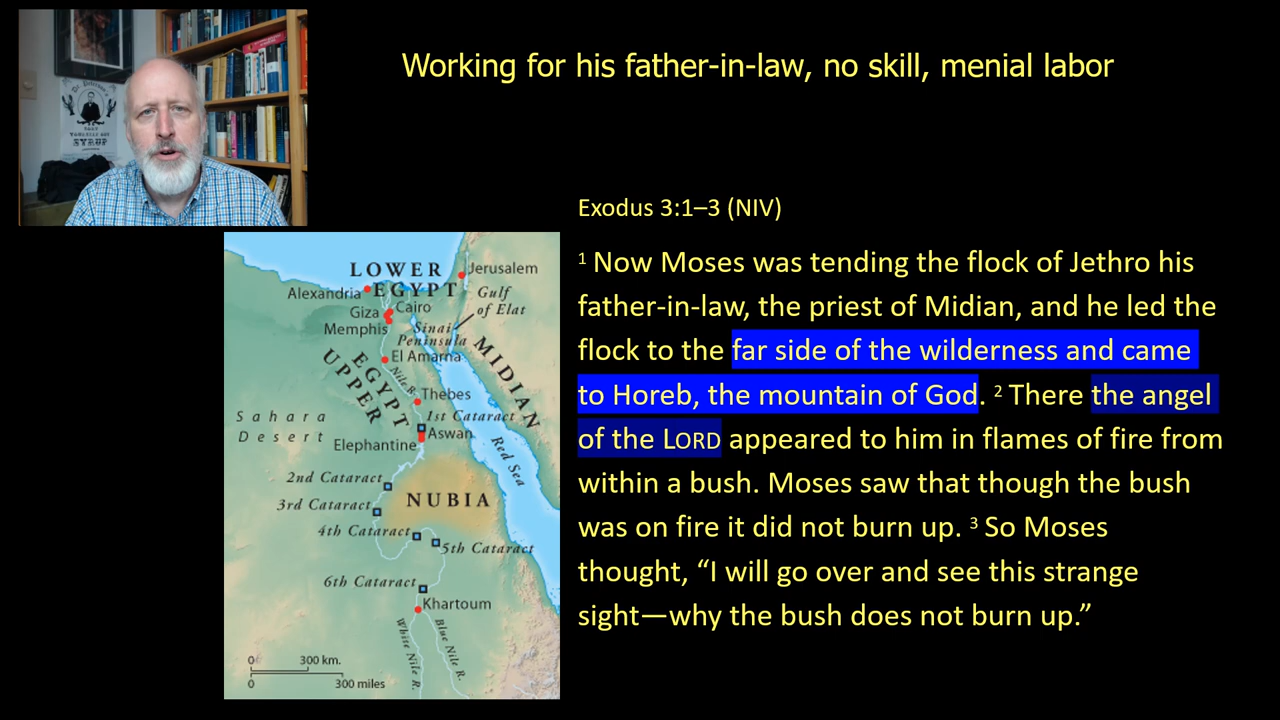 Working for his father-in-law, no skill, menial labor
SYRUP
Exodus 3:1–3 (NIV)
1 Now Moses was tending the flock of Jethro his
father-in-law, the priest of Midian, and he led the
flock to the far side of the wilderness and came
to Horeb, the mountain of God. 2 There the angel
of the LORD appeared to him in flames of fire from
within a bush. Moses saw that though the bush
was on fire it did not burn up. 3 So Moses
thought, “I will go over and see this strange
sight—why the bush does not burn up.”
LOWER
EGYPT
Jerusalem
Alexandria
Gulf
of Elat
Giza
Cairo
Memphis
Sinai
Peninsula
El Amarna
MIDIAN
UPPER
EGYPT
Nile R.
Thebes
Sahara
Desert
1st Cataract
Aswan
Elephantine
Red Sea
2nd Cataract
3rd Cataract
NUBIA
4th Cataract
5th Cataract
6th Cataract
Khartoum
White Nile R.
Blue Nile R.
0 300 km.
0 300 miles